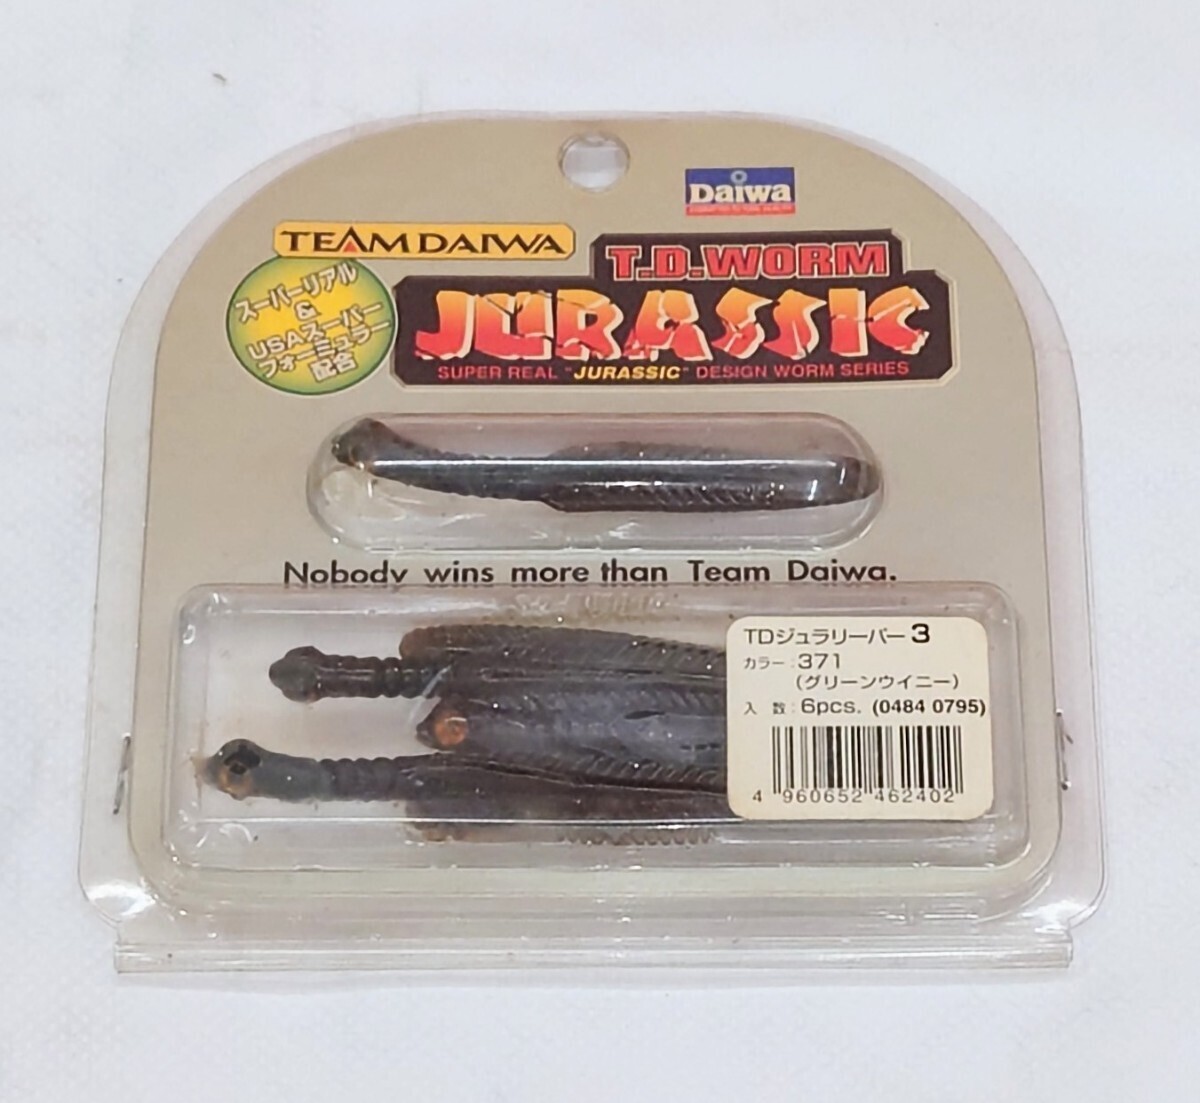 Daiwa
TEAM DAIWA
T.D.WORM
JURASSIC
SUPER REAL "JURASSIC" DESIGN WORM SERIES
スーパーリアル
&
USAスーパー
フォーミュラー
配合
Nobody wins more than Team Daiwa.
TDジュラリーパー3
カラー:371
(グリーンウイニー)
入 数:6pcs. (0484 0795)
4 960652 462402